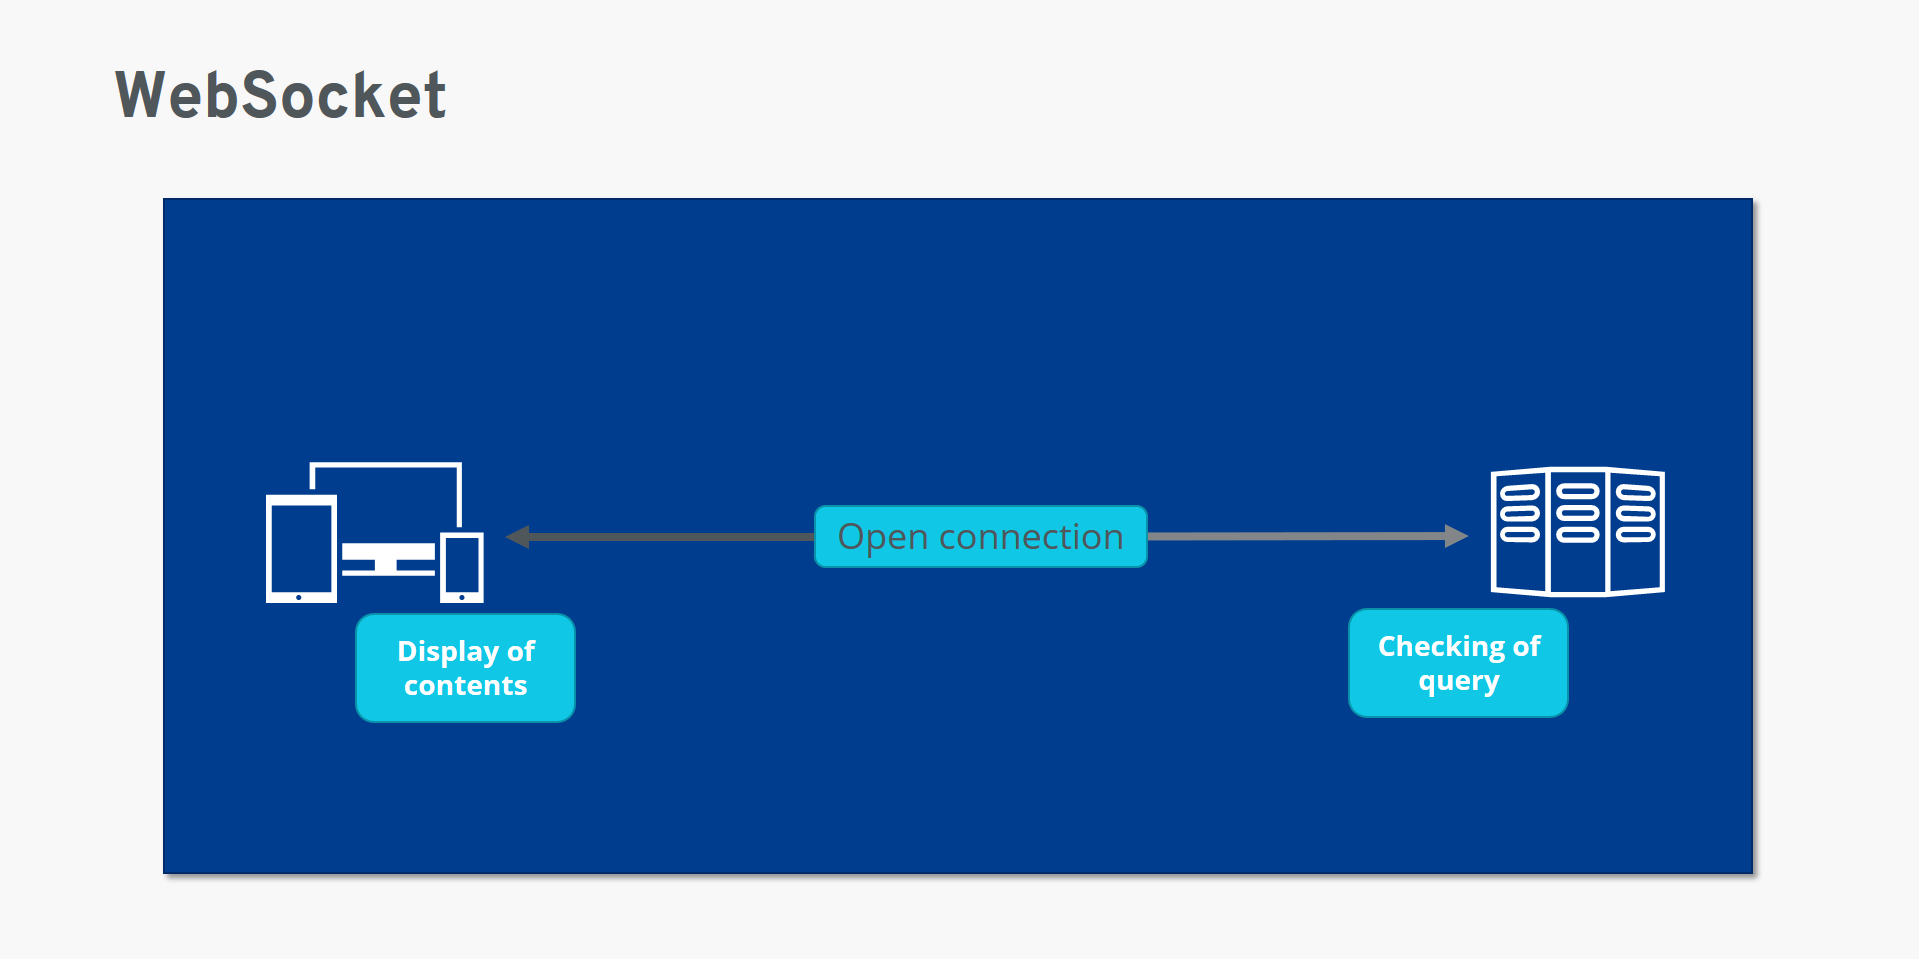 WebSocket
Open connection
Display of
contents
Checking of
query